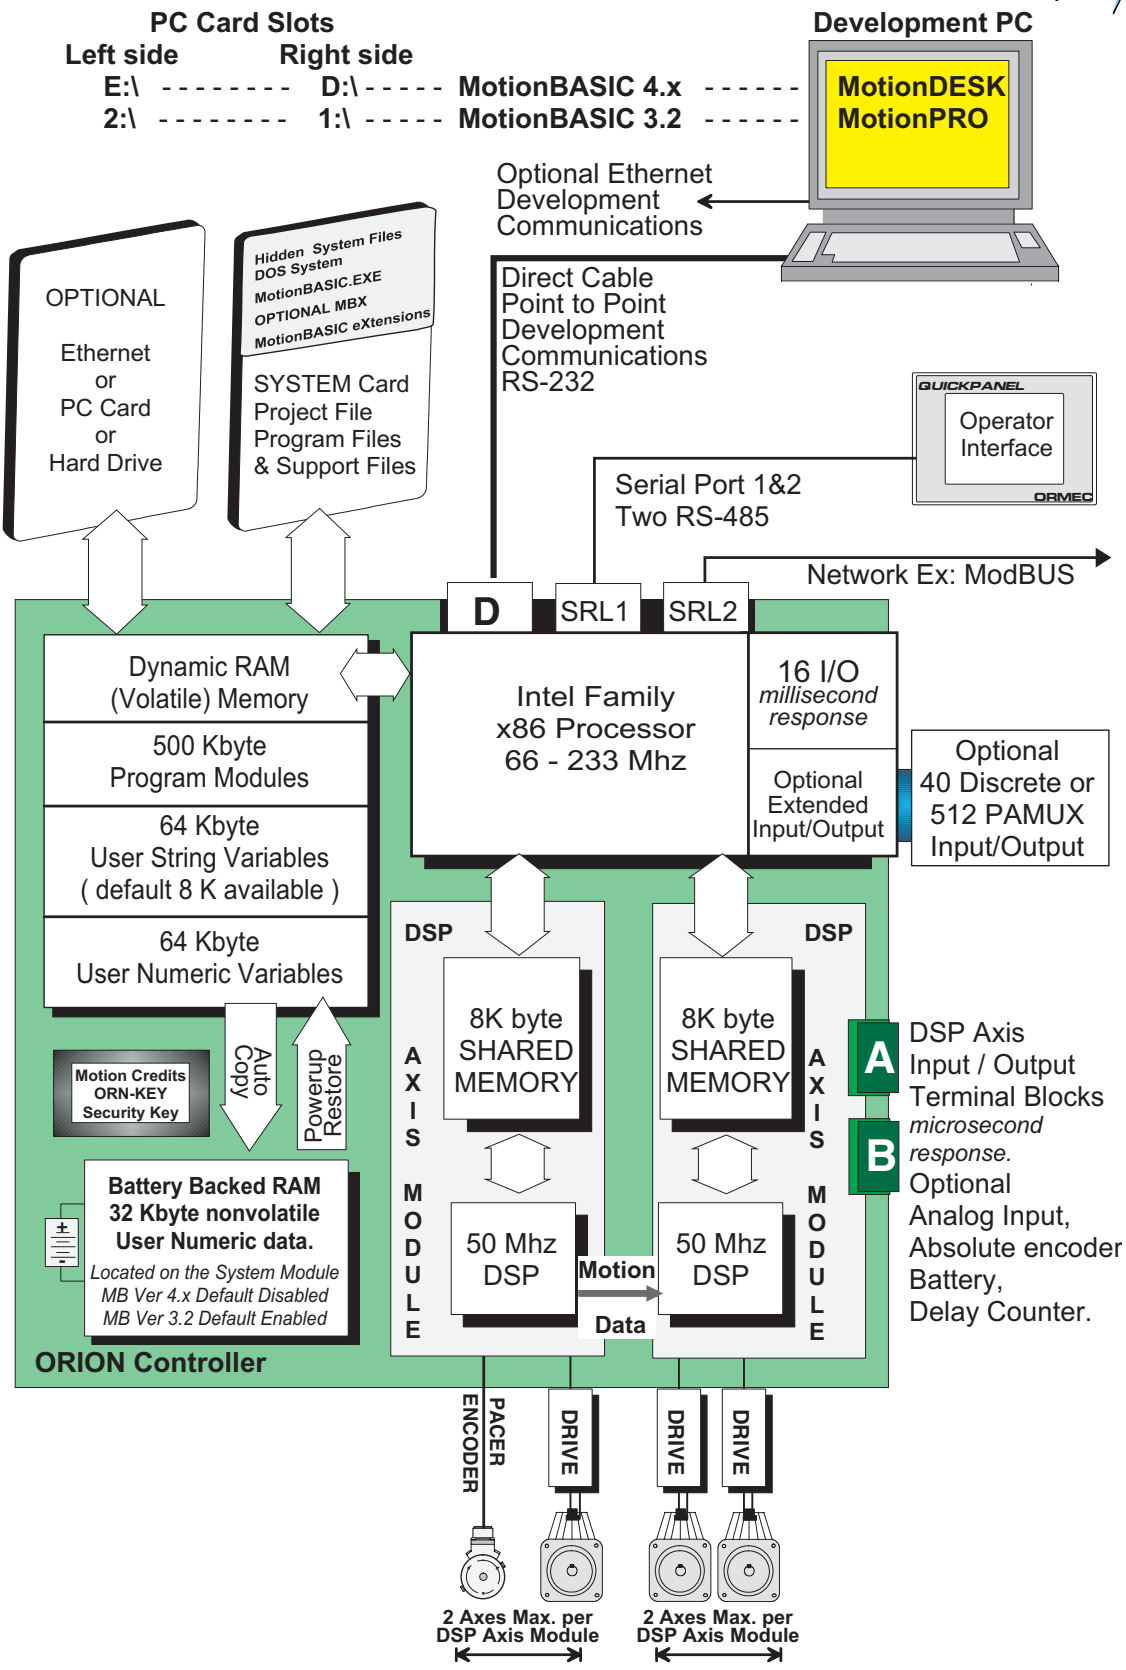 PC Card Slots
Left side Right side
E:\ - - - - - - - - D:\ - - - - - MotionBASIC 4.x - - - - - -
2:\ - - - - - - - - 1:\ - - - - - MotionBASIC 3.2 - - - - - -
Development PC
MotionDESK
MotionPRO
Optional Ethernet
Development
Communications
Direct Cable
Point to Point
Development
Communications
RS-232
OPTIONAL
Ethernet
or
PC Card
or
Hard Drive
Hidden System Files
DOS System
MotionBASIC.EXE
OPTIONAL MBX
MotionBASIC eXtensions
SYSTEM Card
Project File
Program Files
& Support Files
QUICKPANEL
Operator
Interface
ORMEC
Serial Port 1&2
Two RS-485
Network Ex: ModBUS
D
SRL1
SRL2
Dynamic RAM
(Volatile) Memory
500 Kbyte
Program Modules
64 Kbyte
User String Variables
( default 8 K available )
64 Kbyte
User Numeric Variables
Intel Family
x86 Processor
66 - 233 Mhz
16 I/O
millisecond
response
Optional
Extended
Input/Output
Optional
40 Discrete or
512 PAMUX
Input/Output
Auto
Copy
Powerup
Restore
Motion Credits
ORN-KEY
Security Key
Battery Backed RAM
32 Kbyte nonvolatile
User Numeric data.
Located on the System Module
MB Ver 4.x Default Disabled
MB Ver 3.2 Default Enabled
+
-
ORION Controller
DSP
AXIS MODULE
8K byte
SHARED
MEMORY
50 Mhz
DSP
Motion
Data
DSP
AXIS MODULE
8K byte
SHARED
MEMORY
50 Mhz
DSP
A
B
DSP Axis
Input / Output
Terminal Blocks
microsecond
response.
Optional
Analog Input,
Absolute encoder
Battery,
Delay Counter.
PACER
ENCODER
DRIVE
DRIVE
DRIVE
2 Axes Max. per
DSP Axis Module
2 Axes Max. per
DSP Axis Module